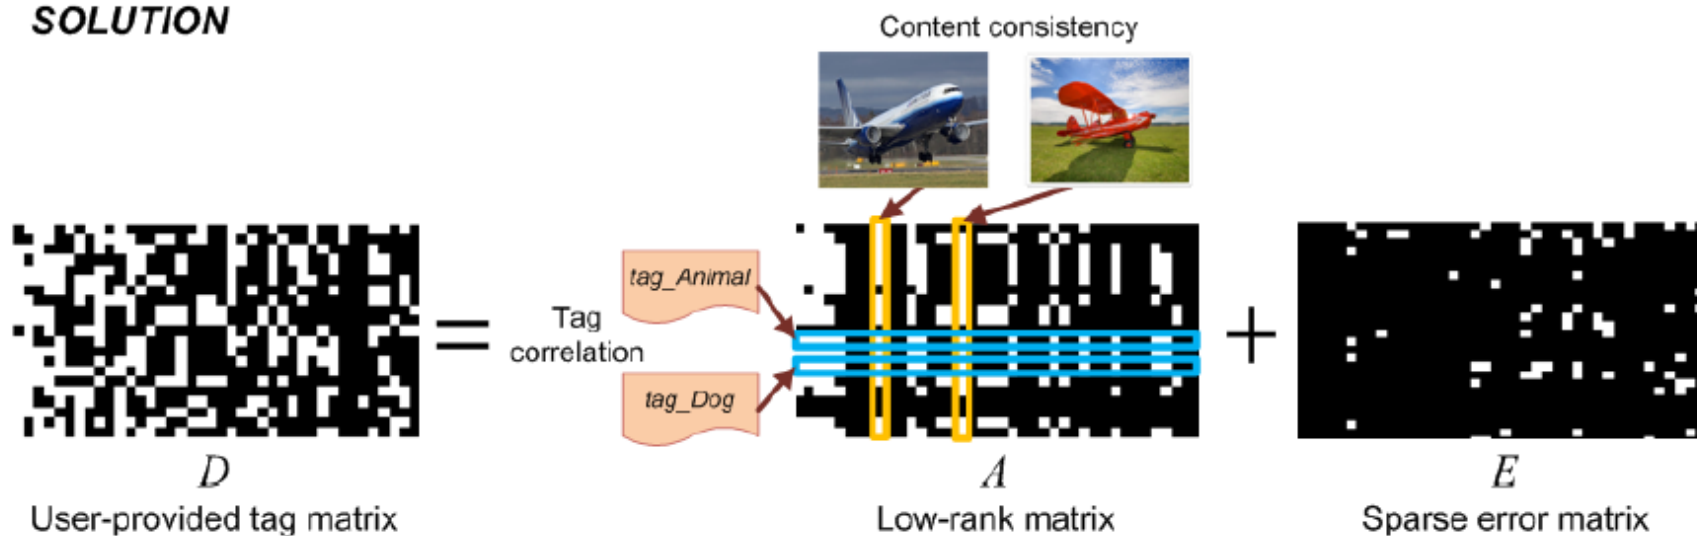 SOLUTION
Content consistency
tag_Animal
Tag
correlation
tag_Dog
=
+
D
A
E
User-provided tag matrix
Low-rank matrix
Sparse error matrix